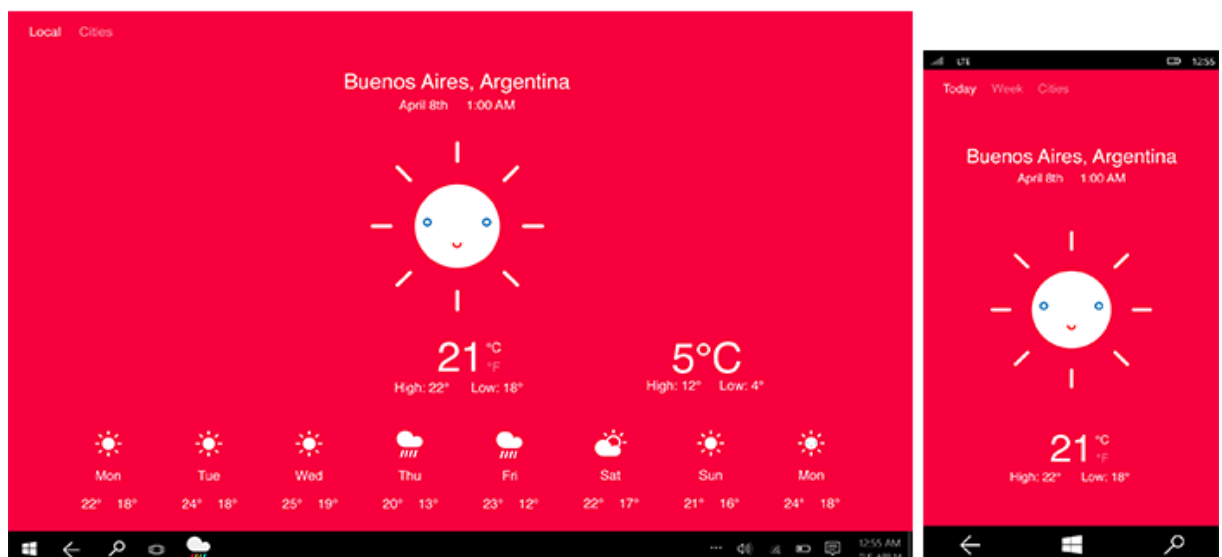 Local Cities
Buenos Aires, Argentina
April 8th 1:00 AM
21 °C
°F
High: 22° Low: 18°
5°C
High: 12° Low: 4°
Mon Tue Wed Thu Fri Sat Sun Mon
22° 18° 24° 18° 25° 19° 20° 13° 23° 12° 22° 17° 21° 16° 24° 18°
12:55 AM
LTE 12:55
Today Week Cities
Buenos Aires, Argentina
April 8th 1:00 AM
21 °C
°F
High: 22° Low: 18°